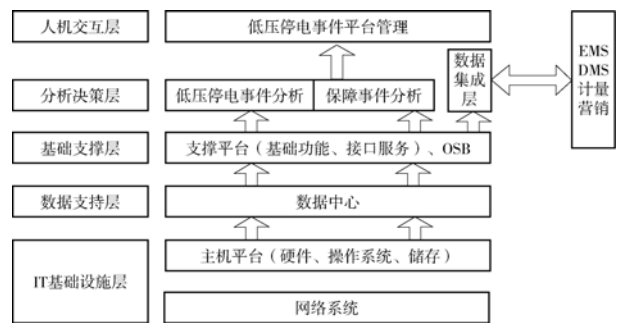 人机交互层
低压停电事件平台管理
数据
集成
层
EMS
DMS
计量
营销
分析决策层
低压停电事件分析
保障事件分析
基础支撑层
支撑平台（基础功能、接口服务）、OSB
数据支持层
数据中心
IT基础设施层
主机平台（硬件、操作系统、储存）
网络系统